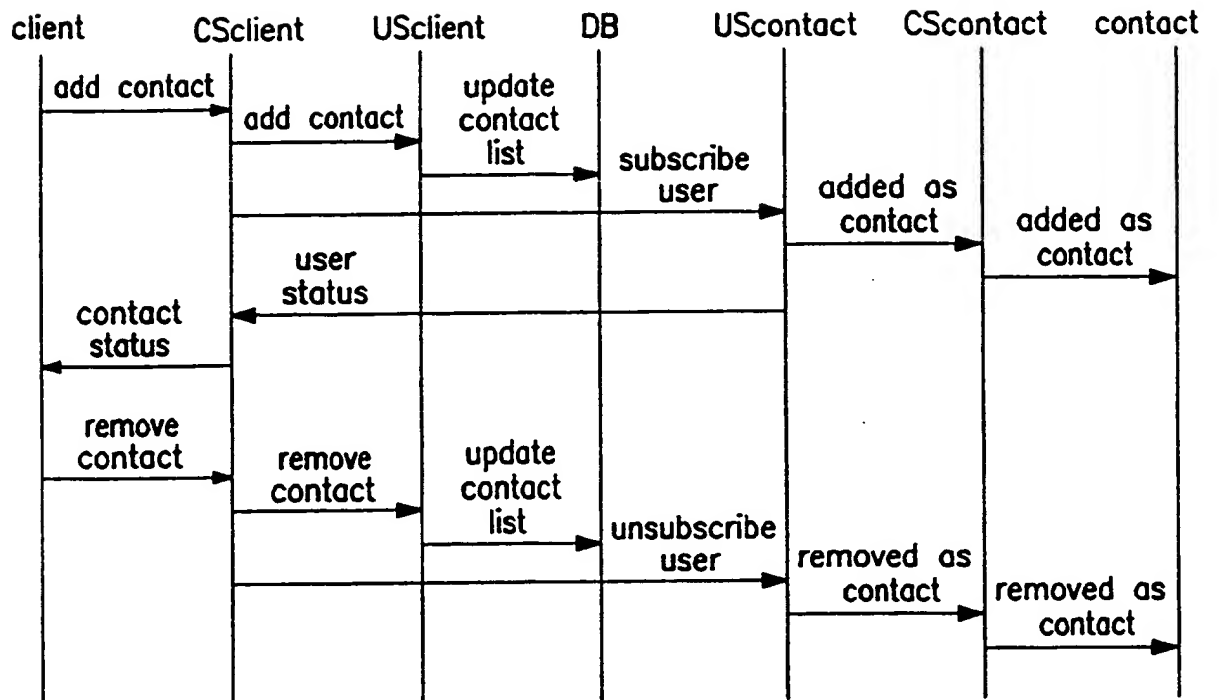 client CSclient USclient DB UScontact CScontact contact
add contact
add contact
update
contact
list
subscribe
user
added as
contact
added as
contact
user
status
contact
status
remove
contact
remove
contact
update
contact
list
unsubscribe
user
removed as
contact
removed as
contact